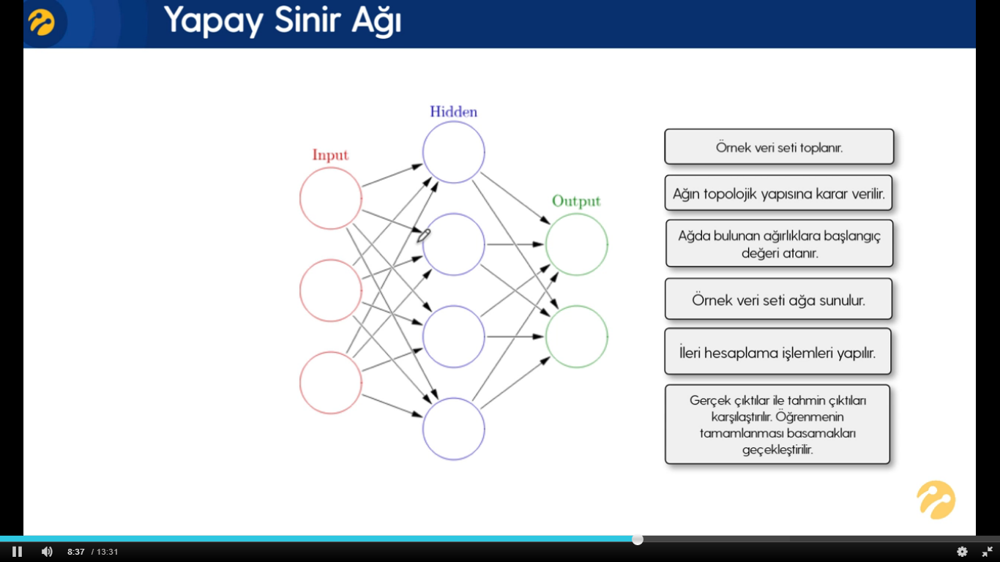 Yapay Sinir Ağı
Hidden
Input
Output
Örnek veri seti toplanır.
Ağın topolojik yapısına karar verilir.
Ağda bulunan ağırlıklara başlangıç
değeri atanır.
Örnek veri seti ağa sunulur.
İleri hesaplama işlemleri yapılır.
Gerçek çıktılar ile tahmin çıktıları
karşılaştırılır. Öğrenmenin
tamamlanması basamakları
geçekleştirilir.
8:37 / 13:31